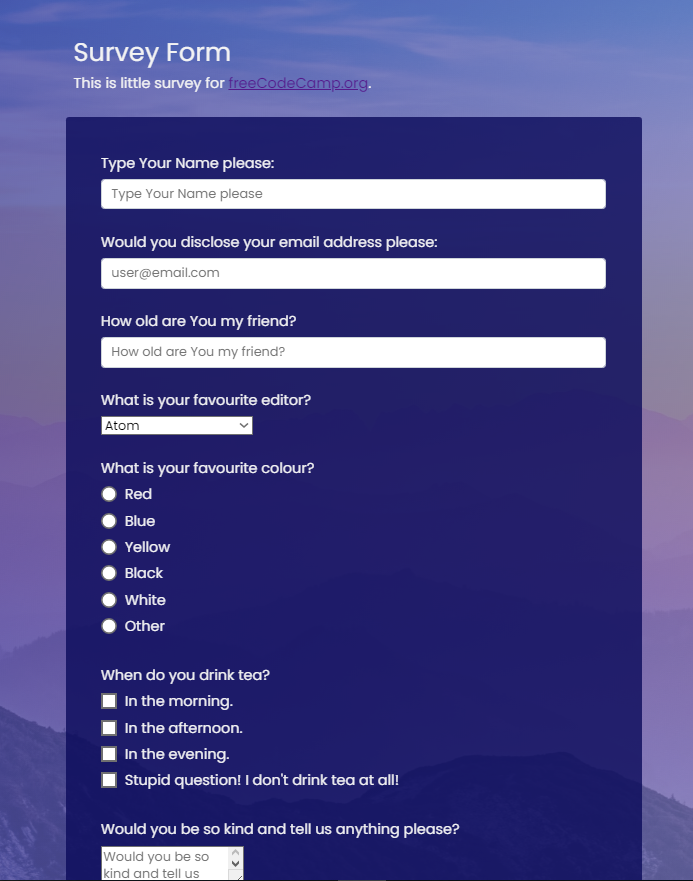 Survey Form
This is little survey for freeCodeCamp.org.
Type Your Name please:
Type Your Name please
Would you disclose your email address please:
user@email.com
How old are You my friend?
How old are You my friend?
What is your favourite editor?
Atom
What is your favourite colour?
Red
Blue
Yellow
Black
White
Other
When do you drink tea?
In the morning.
In the afternoon.
In the evening.
Stupid question! I don't drink tea at all!
Would you be so kind and tell us anything please?
Would you be so
kind and tell us